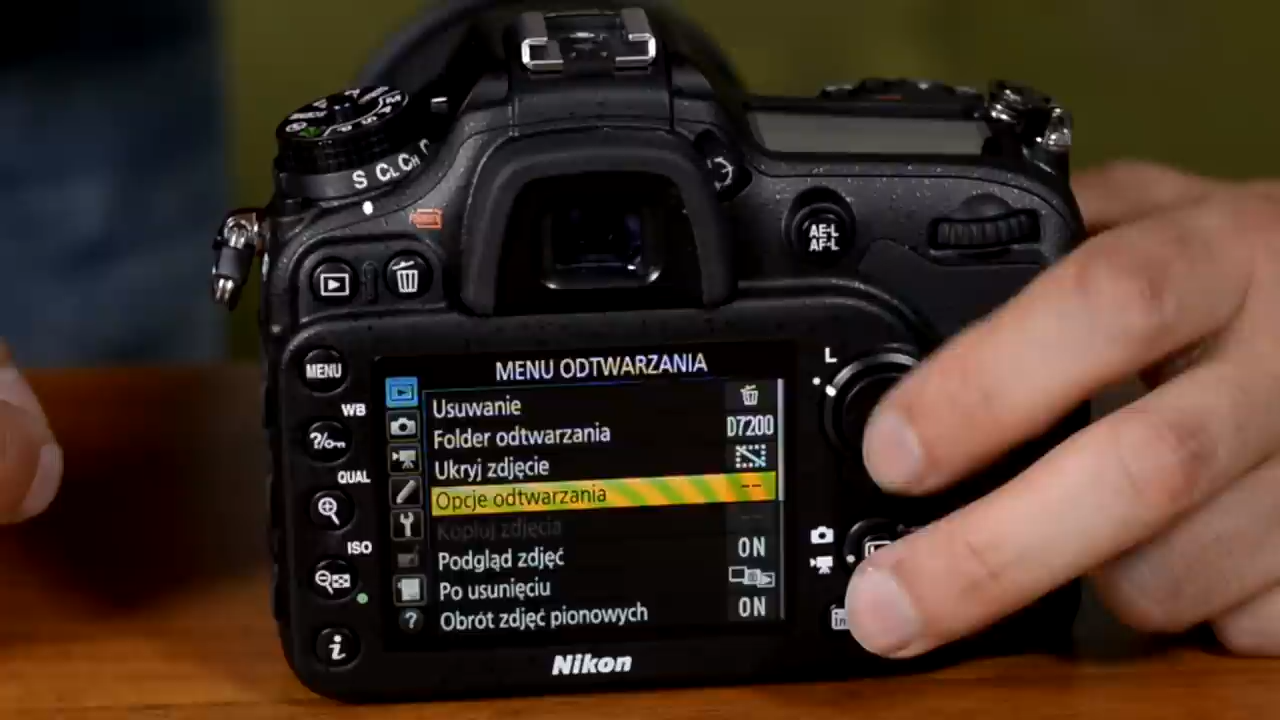 M
S CL CH
AE-L
AF-L
MENU
WB
?
QUAL
ISO
i
L
MENU ODTWARZANIA
Usuwanie
Folder odtwarzania D7200
Ukryj zdjęcie
Opcje odtwarzania --
Kopiuj zdjęcia --
Podgląd zdjęć ON
Po usunięciu
Obrót zdjęć pionowych ON
?
Nikon